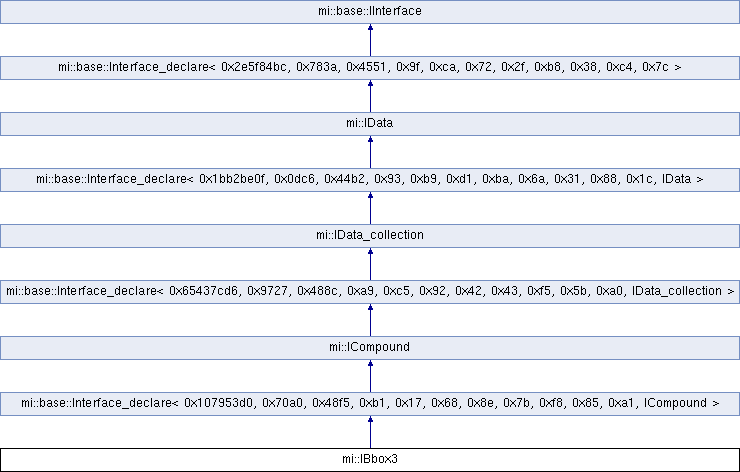 mi::base::IInterface
mi::base::Interface_declare< 0x2e5f84bc, 0x783a, 0x4551, 0x9f, 0xca, 0x72, 0x2f, 0xb8, 0x38, 0xc4, 0x7c >
mi::IData
mi::base::Interface_declare< 0x1bb2be0f, 0x0dc6, 0x44b2, 0x93, 0xb9, 0xd1, 0xba, 0x6a, 0x31, 0x88, 0x1c, IData >
mi::IData_collection
mi::base::Interface_declare< 0x65437cd6, 0x9727, 0x488c, 0xa9, 0xc5, 0x92, 0x42, 0x43, 0xf5, 0x5b, 0xa0, IData_collection >
mi::ICompound
mi::base::Interface_declare< 0x107953d0, 0x70a0, 0x48f5, 0xb1, 0x17, 0x68, 0x8e, 0x7b, 0xf8, 0x85, 0xa1, ICompound >
mi::IBbox3